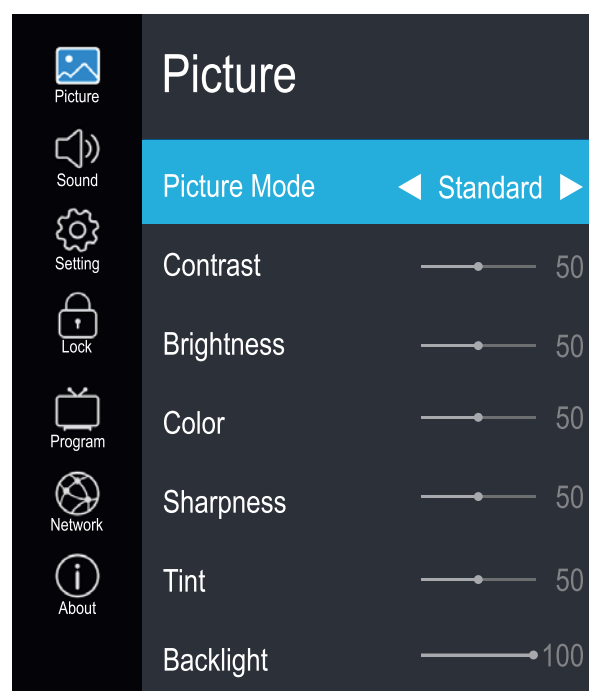 Picture
Sound
Setting
Lock
Program
Network
About
Picture
Picture Mode Standard
Contrast 50
Brightness 50
Color 50
Sharpness 50
Tint 50
Backlight 100